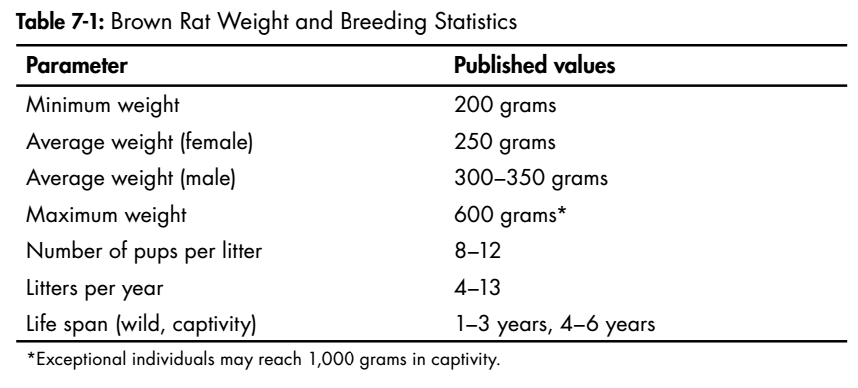 Table 7-1: Brown Rat Weight and Breeding Statistics
Parameter Published values
Minimum weight 200 grams
Average weight (female) 250 grams
Average weight (male) 300–350 grams
Maximum weight 600 grams*
Number of pups per litter 8–12
Litters per year 4–13
Life span (wild, captivity) 1–3 years, 4–6 years
*Exceptional individuals may reach 1,000 grams in captivity.